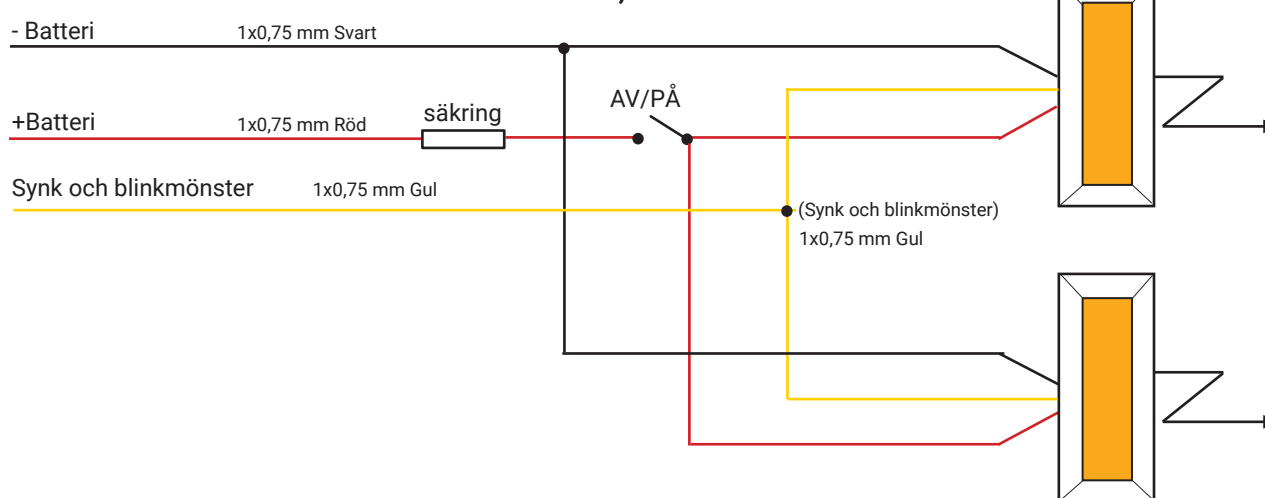 - Batteri 1x0,75 mm Svart
AV/PÅ
+Batteri 1x0,75 mm Röd säkring
Synk och blinkmönster 1x0,75 mm Gul
(Synk och blinkmönster)
1x0,75 mm Gul